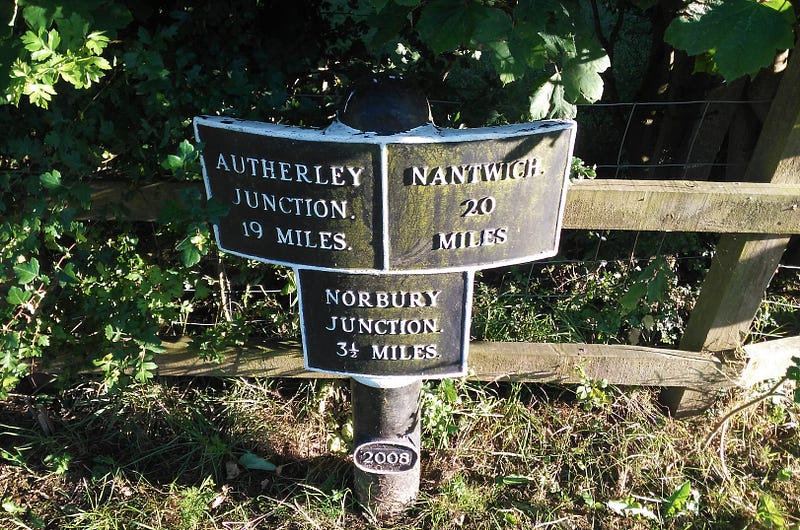 AUTHERLEY
JUNCTION.
19 MILES.
NANTWICH.
20
MILES
NORBURY
JUNCTION.
3½ MILES.
2008